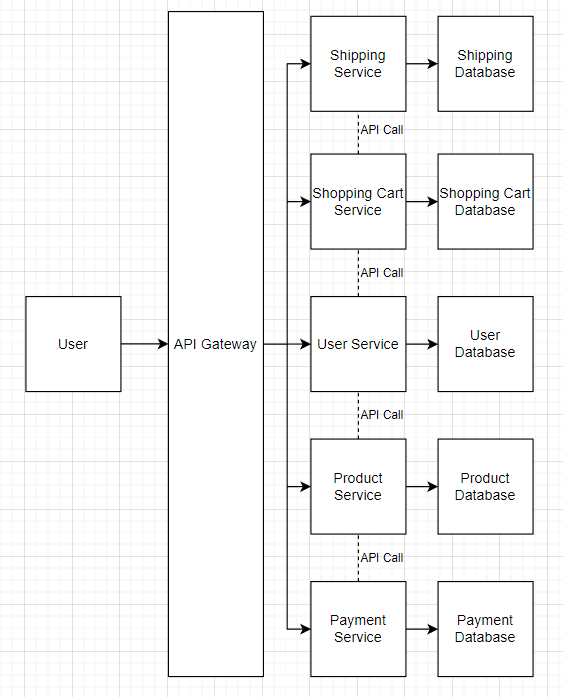 Shipping
Service
Shipping
Database
API Call
Shopping Cart
Service
Shopping Cart
Database
API Call
User
API Gateway
User Service
User
Database
API Call
Product
Service
Product
Database
API Call
Payment
Service
Payment
Database